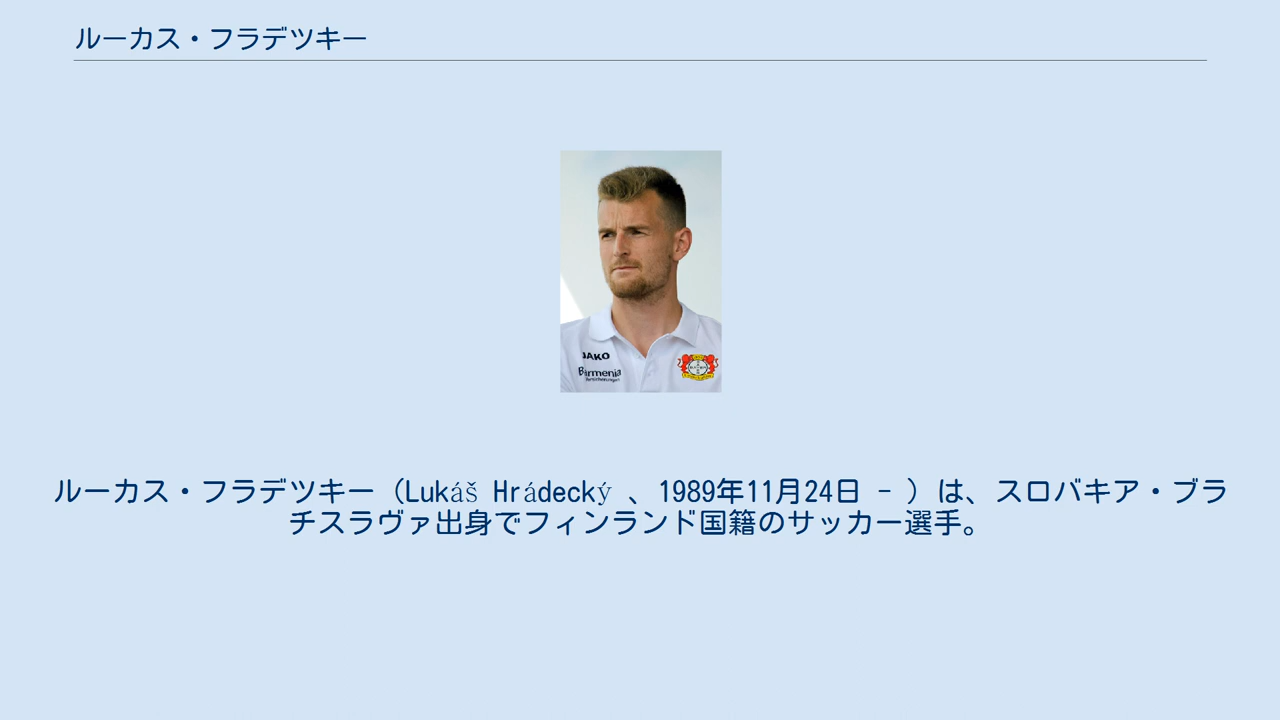 ルーカス・フラデツキー
JAKO
Barmenia
ルーカス・フラデツキー（Lukáš Hrádecký 、1989年11月24日 - ）は、スロバキア・ブラ
チスラヴァ出身でフィンランド国籍のサッカー選手。